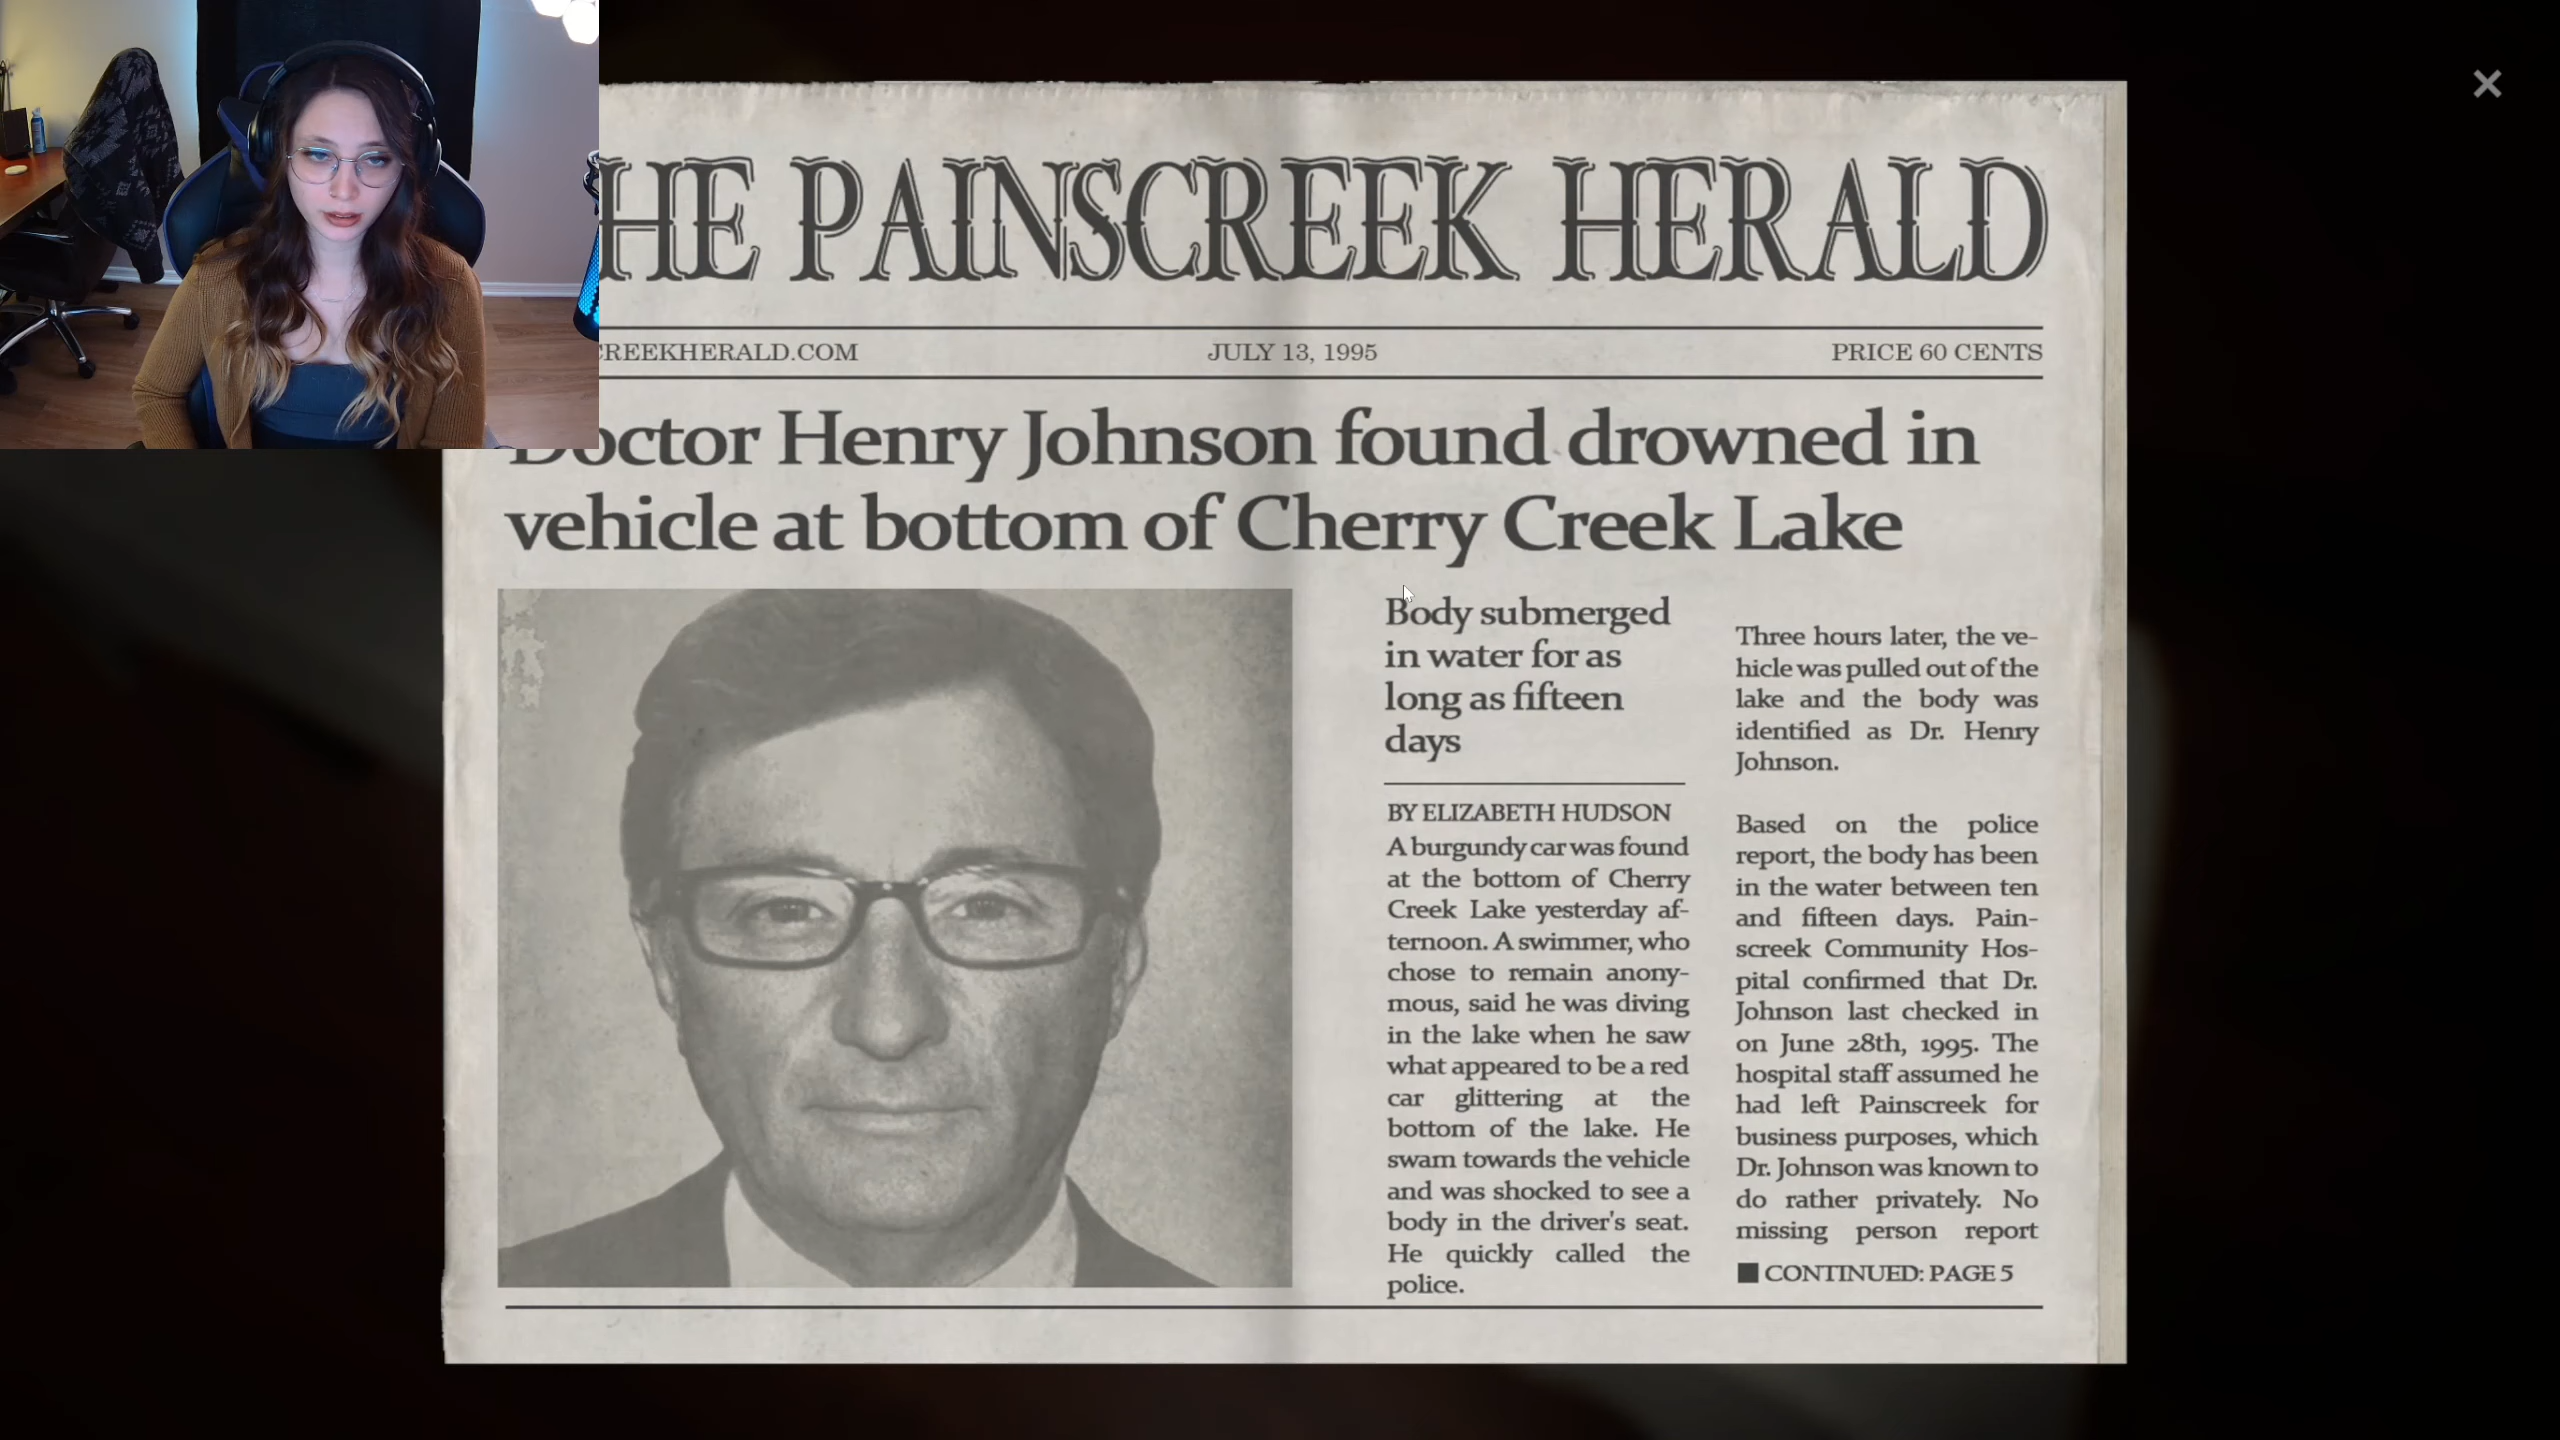 HE PAINSCREEK HERALD
CREEKHERALD.COM JULY 13, 1995 PRICE 60 CENTS
Doctor Henry Johnson found drowned in
vehicle at bottom of Cherry Creek Lake
Body submerged
in water for as
long as fifteen
days
BY ELIZABETH HUDSON
A burgundy car was found
at the bottom of Cherry
Creek Lake yesterday af-
ternoon. A swimmer, who
chose to remain anony-
mous, said he was diving
in the lake when he saw
what appeared to be a red
car glittering at the
bottom of the lake. He
swam towards the vehicle
and was shocked to see a
body in the driver's seat.
He quickly called the
police.
Three hours later, the ve-
hicle was pulled out of the
lake and the body was
identified as Dr. Henry
Johnson.
Based on the police
report, the body has been
in the water between ten
and fifteen days. Pain-
screek Community Hos-
pital confirmed that Dr.
Johnson last checked in
on June 28th, 1995. The
hospital staff assumed he
had left Painscreek for
business purposes, which
Dr. Johnson was known to
do rather privately. No
missing person report
■ CONTINUED: PAGE 5